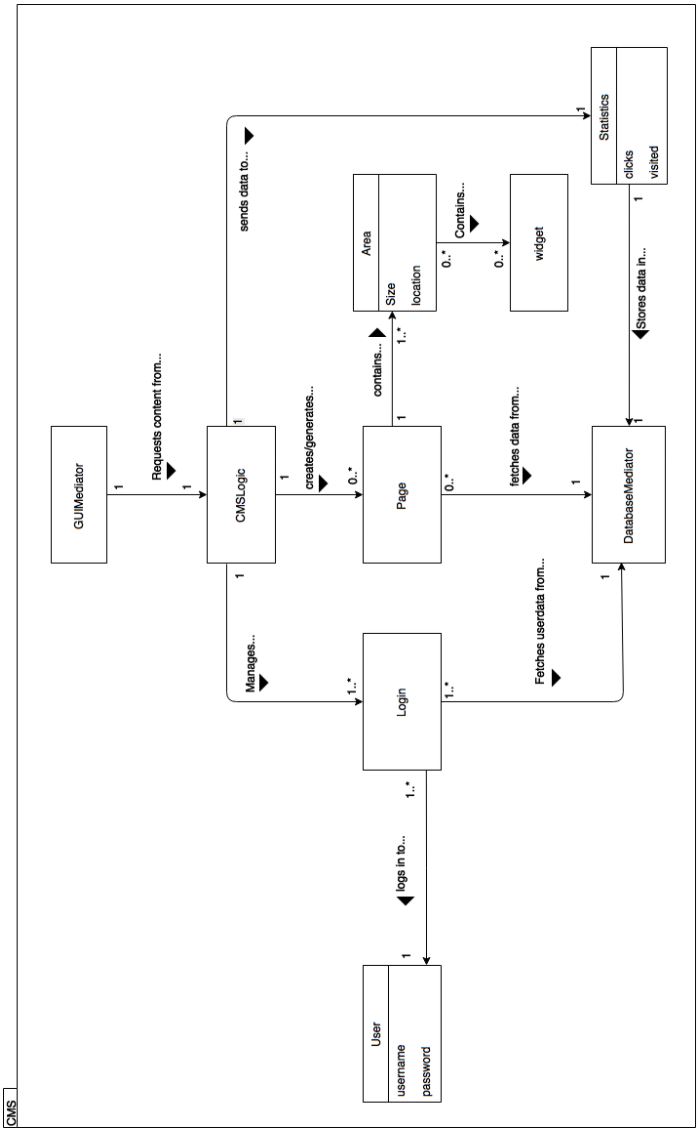 CMS
GUIMediator
1
Requests content from...
1
CMSLogic
1
1
sends data to...
Manages...
1
creates/generates...
1..*
0..*
Area
Size
location
User
username
password
1
logs in to...
1..*
Login
Page
1
contains...
1..*
0..*
Contains...
0..*
widget
1..*
0..*
fetches data from...
Fetches userdata from...
1
1
1
Statistics
clicks
visited
DatabaseMediator
1
Stores data in...
1